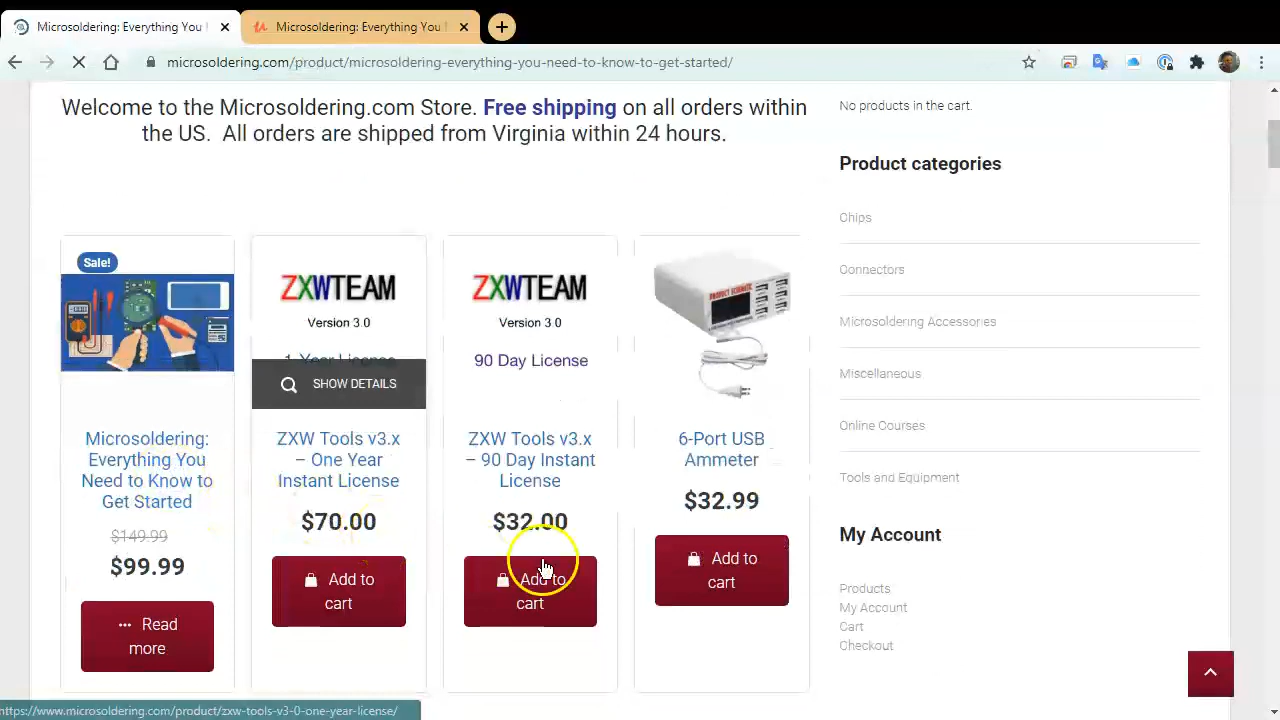 Microsoldering: Everything You
Microsoldering: Everything You
microsoldering.com/product/microsoldering-everything-you-need-to-know-to-get-started/
Welcome to the Microsoldering.com Store. Free shipping on all orders within
the US. All orders are shipped from Virginia within 24 hours.
No products in the cart.
Product categories
Chips
Connectors
Microsoldering Accessories
Miscellaneous
Online Courses
Tools and Equipment
My Account
Products
My Account
Cart
Checkout
Sale!
Microsoldering:
Everything You
Need to Know to
Get Started
$149.99
$99.99
Read
more
ZXWTEAM
Version 3.0
1 Year License
SHOW DETAILS
ZXW Tools v3.x
– One Year
Instant License
$70.00
Add to
cart
ZXWTEAM
Version 3.0
90 Day License
ZXW Tools v3.x
– 90 Day Instant
License
$32.00
Add to
cart
6-Port USB
Ammeter
$32.99
Add to
cart
https://www.microsoldering.com/product/zxw-tools-v3-0-one-year-license/